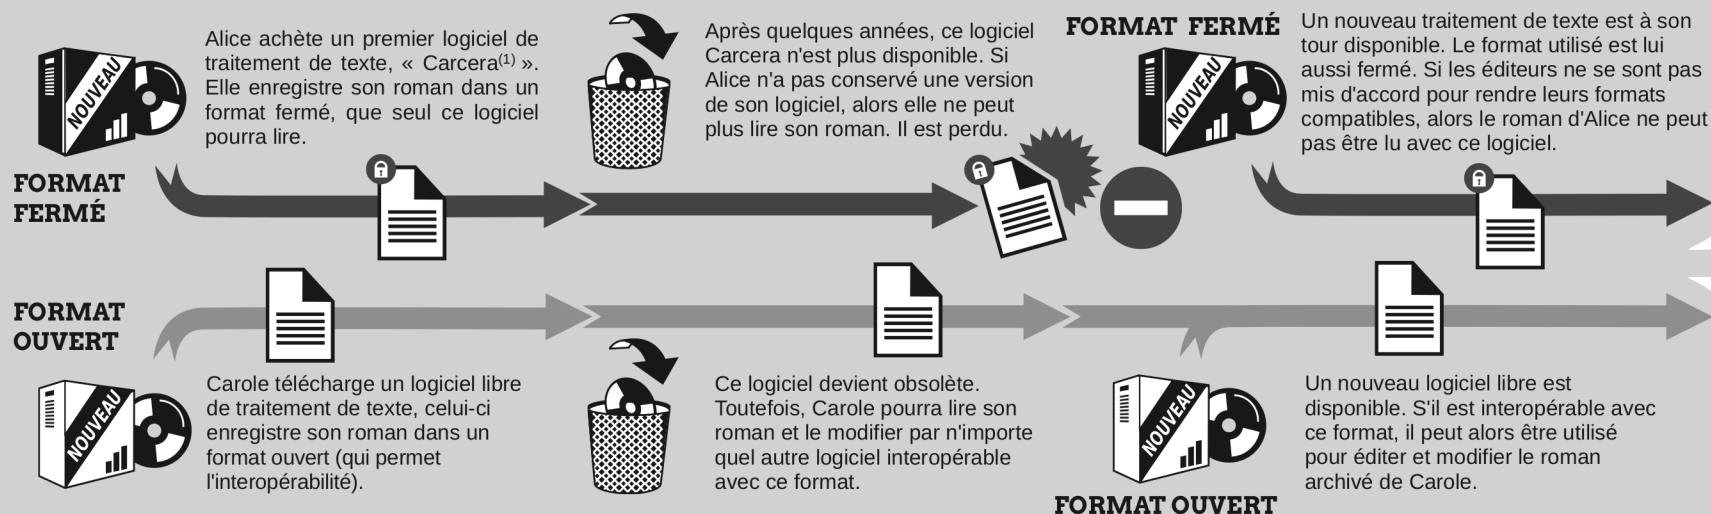 Alice achète un premier logiciel de
traitement de texte, « Carcera(1) ».
Elle enregistre son roman dans un
format fermé, que seul ce logiciel
pourra lire.
NOUVEAU
FORMAT
FERMÉ
Après quelques années, ce logiciel
Carcera n'est plus disponible. Si
Alice n'a pas conservé une version
de son logiciel, alors elle ne peut
plus lire son roman. Il est perdu.
FORMAT FERMÉ
NOUVEAU
Un nouveau traitement de texte est à son
tour disponible. Le format utilisé est lui
aussi fermé. Si les éditeurs ne se sont pas
mis d'accord pour rendre leurs formats
compatibles, alors le roman d'Alice ne peut
pas être lu avec ce logiciel.
FORMAT
OUVERT
NOUVEAU
Carole télécharge un logiciel libre
de traitement de texte, celui-ci
enregistre son roman dans un
format ouvert (qui permet
l'interopérabilité).
Ce logiciel devient obsolète.
Toutefois, Carole pourra lire son
roman et le modifier par n'importe
quel autre logiciel interopérable
avec ce format.
NOUVEAU
FORMAT OUVERT
Un nouveau logiciel libre est
disponible. S'il est interopérable avec
ce format, il peut alors être utilisé
pour éditer et modifier le roman
archivé de Carole.